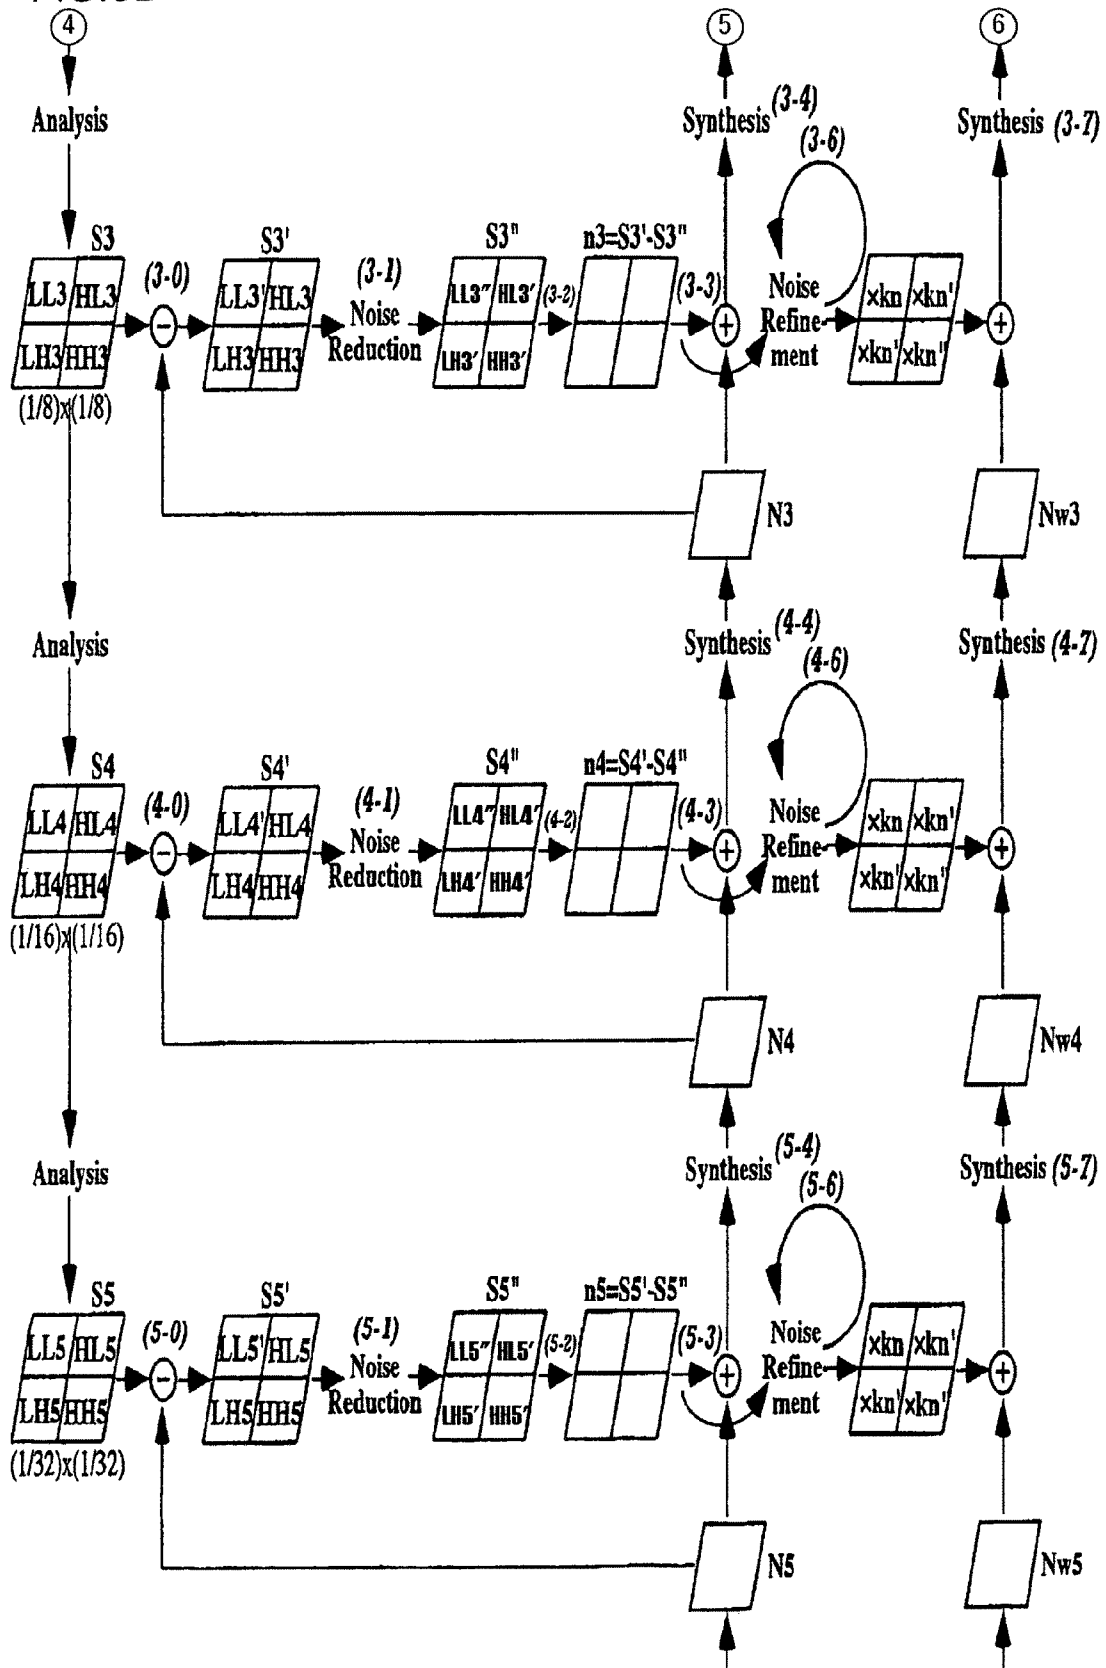 4 5 6
Analysis Synthesis (3-4) Synthesis (3-7)
(3-6)
S3 (3-0) S3' (3-1) S3" n3=S3'-S3" (3-3)
LL3 HL3 LL3' HL3 Noise Reduction LL3" HL3' (3-2) Noise Refine-ment ×kn ×kn'
LH3 HH3 − LH3 HH3 LH3' HH3' + ×kn' ×kn" +
(1/8)x(1/8)
N3 Nw3
Analysis Synthesis (4-4) Synthesis (4-7)
(4-6)
S4 (4-0) S4' (4-1) S4" n4=S4'-S4" (4-3)
LL4 HL4 LL4' HL4 Noise Reduction LL4" HL4' (4-2) Noise Refine-ment ×kn ×kn'
LH4 HH4 − LH4 HH4 LH4' HH4' + ×kn' ×kn" +
(1/16)x(1/16)
N4 Nw4
Analysis Synthesis (5-4) Synthesis (5-7)
(5-6)
S5 (5-0) S5' (5-1) S5" n5=S5'-S5" (5-3)
LL5 HL5 LL5' HL5 Noise Reduction LL5" HL5' (5-2) Noise Refine-ment ×kn ×kn'
LH5 HH5 − LH5 HH5 LH5' HH5' + ×kn' ×kn' +
(1/32)x(1/32)
N5 Nw5